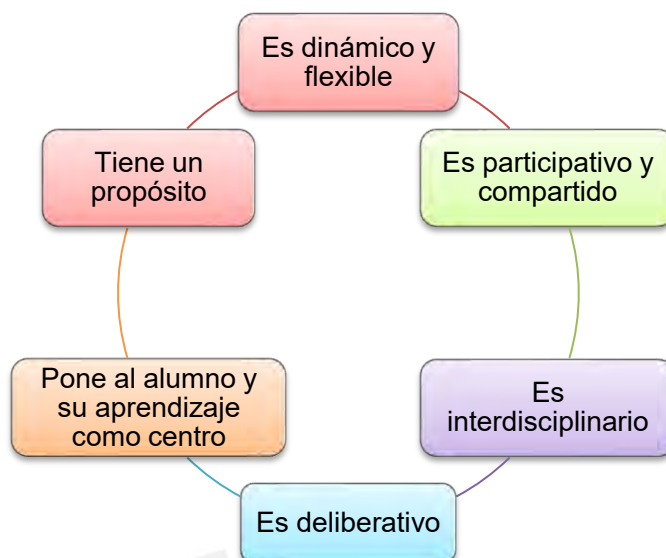 Es dinámico y
flexible
Es participativo y
compartido
Es
interdisciplinario
Es deliberativo
Pone al alumno y
su aprendizaje
como centro
Tiene un
propósito